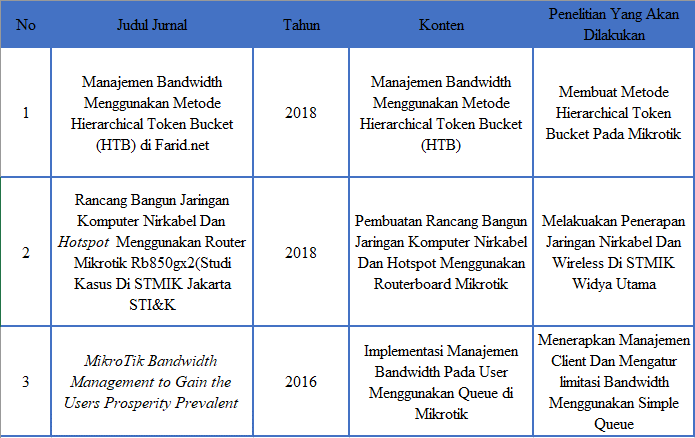 No
Judul Jurnal
Tahun
Konten
Penelitian Yang Akan
Dilakukan
1
Manajemen Bandwidth
Menggunakan Metode
Hierarchical Token Bucket
(HTB) di Farid.net
2018
Manajemen Bandwidth
Menggunakan Metode
Hierarchical Token Bucket
(HTB)
Membuat Metode
Hierarchical Token
Bucket Pada Mikrotik
2
Rancang Bangun Jaringan
Komputer Nirkabel Dan
Hotspot Menggunakan Router
Mikrotik Rb850gx2(Studi
Kasus Di STMIK Jakarta
STI&K
2018
Pembuatan Rancang Bangun
Jaringan Komputer Nirkabel
Dan Hotspot Menggunakan
Routerboard Mikrotik
Melakuakan Penerapan
Jaringan Nirkabel Dan
Wireless Di STMIK
Widya Utama
3
MikroTik Bandwidth
Management to Gain the
Users Prosperity Prevalent
2016
Implementasi Manajemen
Bandwidth Pada User
Menggunakan Queue di
Mikrotik
Menerapkan Manajemen
Client Dan Mengatur
limitasi Bandwidth
Menggunakan Simple
Queue